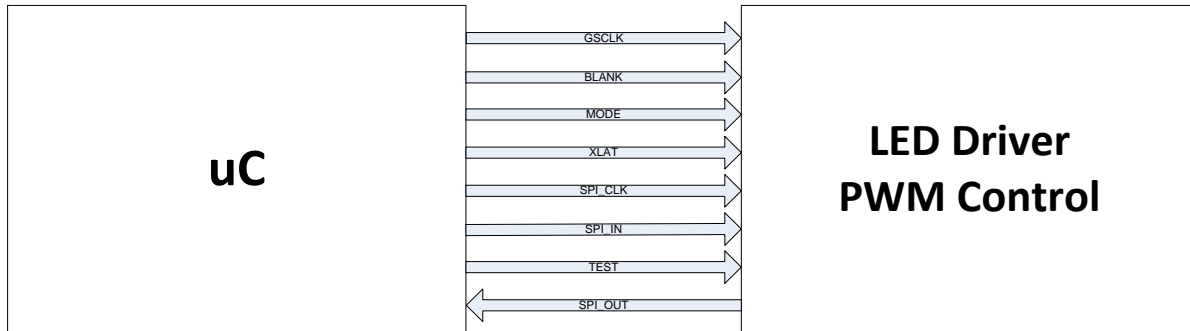 uC
GSCLK
BLANK
MODE
XLAT
SPI_CLK
SPI_IN
TEST
SPI_OUT
LED Driver
PWM Control